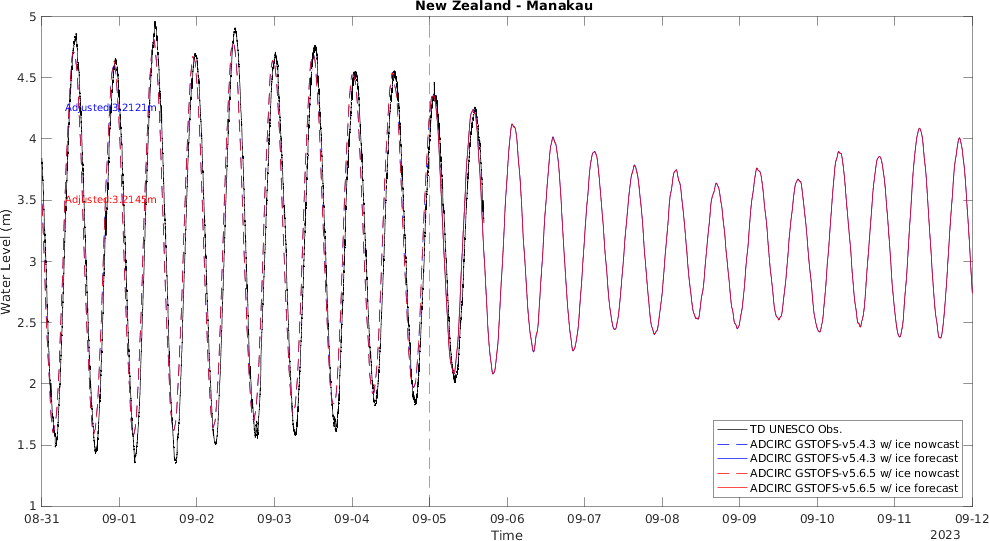 New Zealand - Manakau
5
4.5
4
3.5
3
2.5
2
1.5
1
Water Level (m)
Adjusted:3.2121m
Adjusted:3.2145m
TD UNESCO Obs.
ADCIRC GSTOFS-v5.4.3 w/ ice nowcast
ADCIRC GSTOFS-v5.4.3 w/ ice forecast
ADCIRC GSTOFS-v5.6.5 w/ ice nowcast
ADCIRC GSTOFS-v5.6.5 w/ ice forecast
08-31 09-01 09-02 09-03 09-04 09-05 09-06 09-07 09-08 09-09 09-10 09-11 09-12
Time
2023